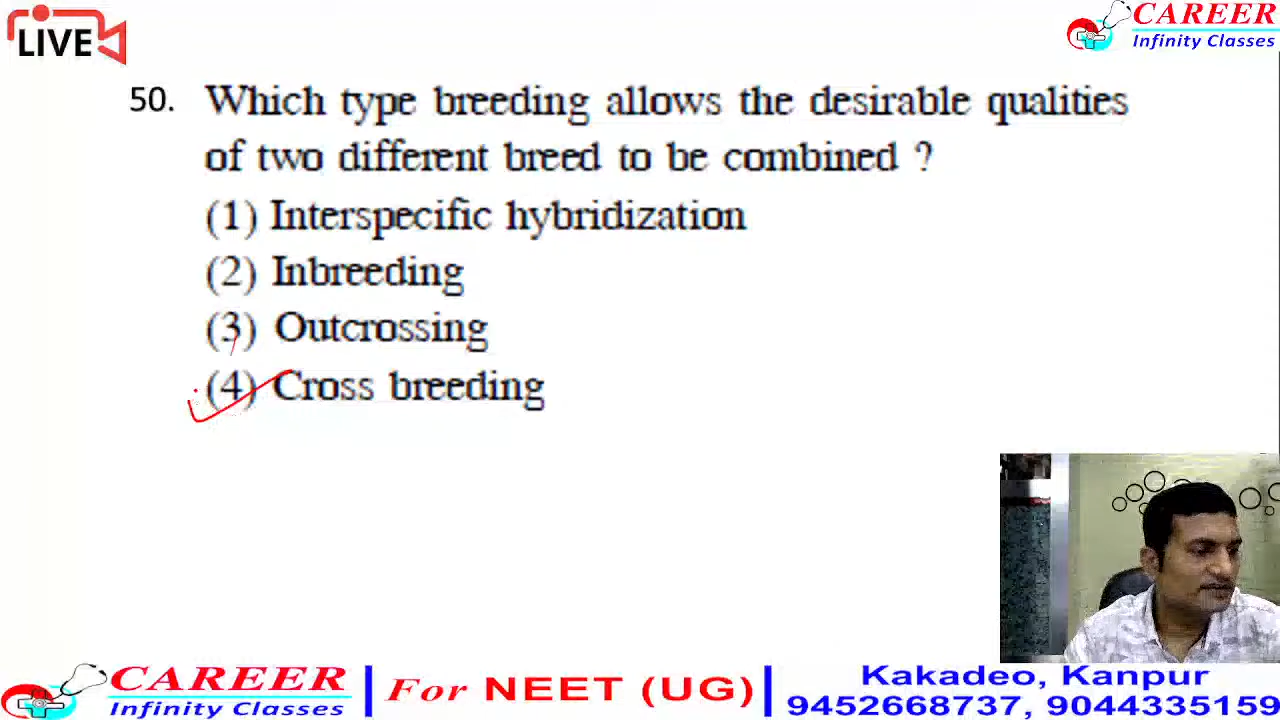 LIVE
CAREER
Infinity Classes
50. Which type breeding allows the desirable qualities
of two different breed to be combined ?
(1) Interspecific hybridization
(2) Inbreeding
(3) Outcrossing
(4) Cross breeding
CAREER
Infinity Classes
For NEET (UG)
Kakadeo, Kanpur
9452668737, 9044335159